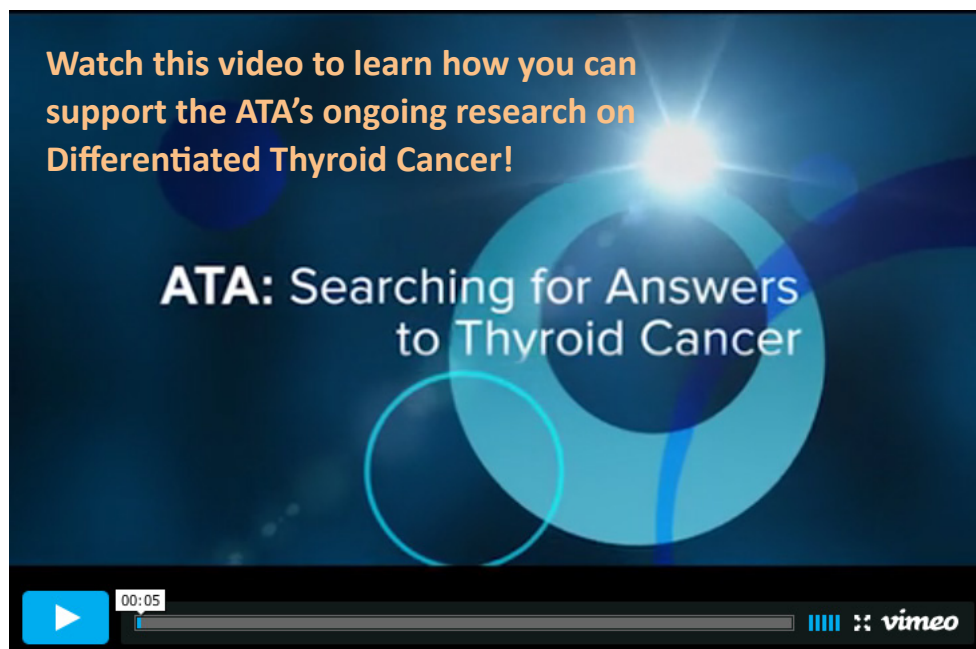 Watch this video to learn how you can
support the ATA’s ongoing research on
Differentiated Thyroid Cancer!
ATA: Searching for Answers
to Thyroid Cancer
00:05
vimeo